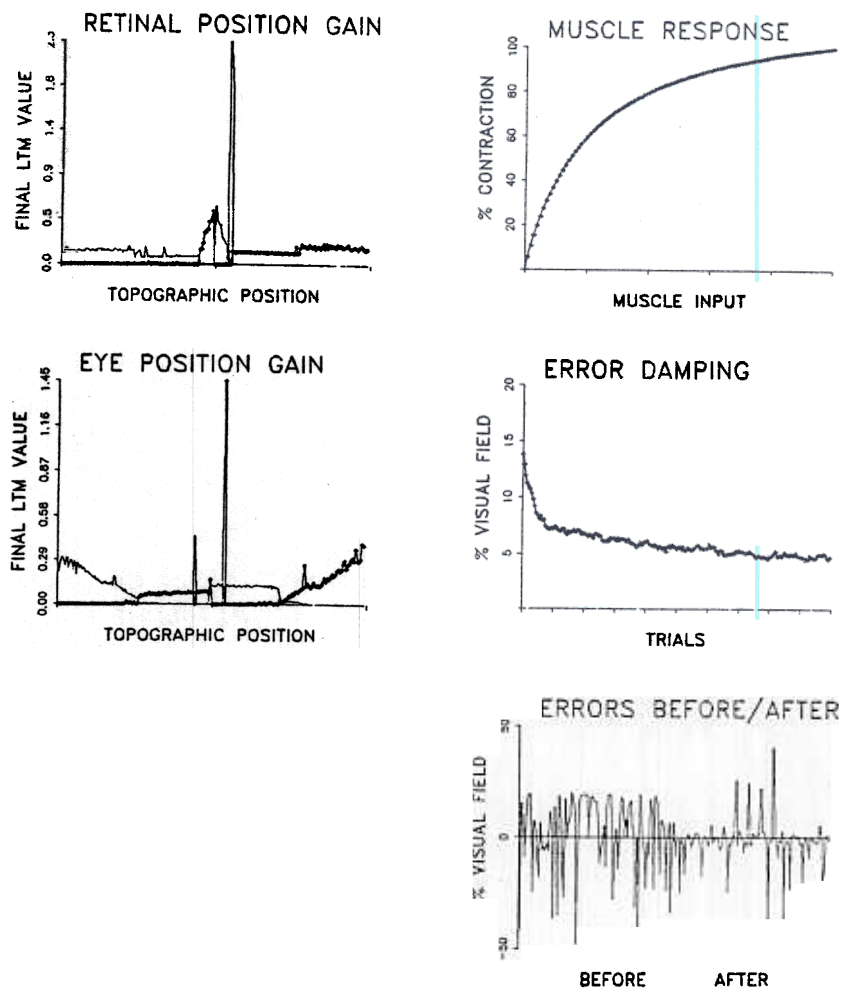 RETINAL POSITION GAIN
FINAL LTM VALUE
2.3
1.8
1.4
0.9
0.5
0.0
TOPOGRAPHIC POSITION
MUSCLE RESPONSE
% CONTRACTION
100
80
60
40
20
MUSCLE INPUT
EYE POSITION GAIN
FINAL LTM VALUE
1.45
1.16
0.87
0.58
0.29
0.00
TOPOGRAPHIC POSITION
ERROR DAMPING
% VISUAL FIELD
20
15
10
5
TRIALS
ERRORS BEFORE/AFTER
% VISUAL FIELD
50
0
-50
BEFORE AFTER